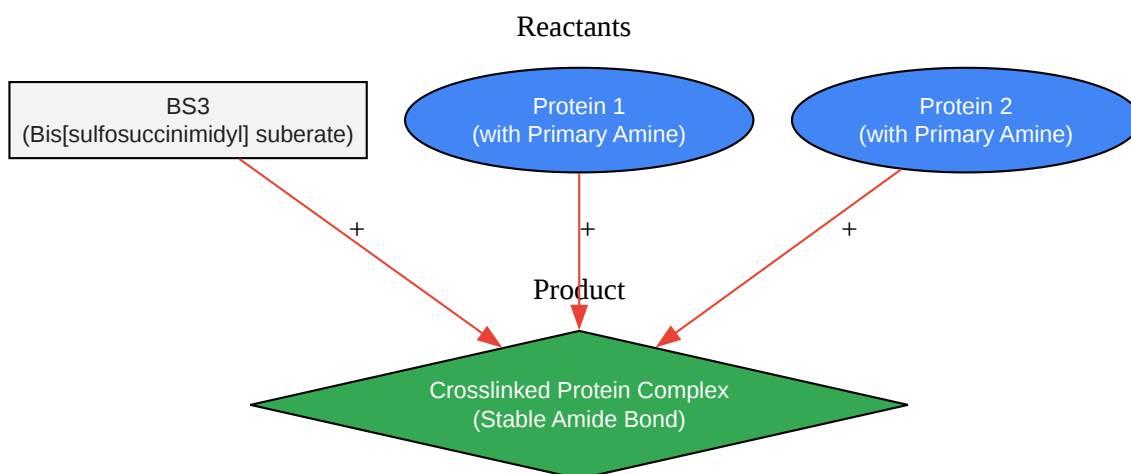 Reactants
BS3
(Bis[sulfosuccinimidyl] suberate)
Protein 1
(with Primary Amine)
Protein 2
(with Primary Amine)
+
+
+
Product
Crosslinked Protein Complex
(Stable Amide Bond)